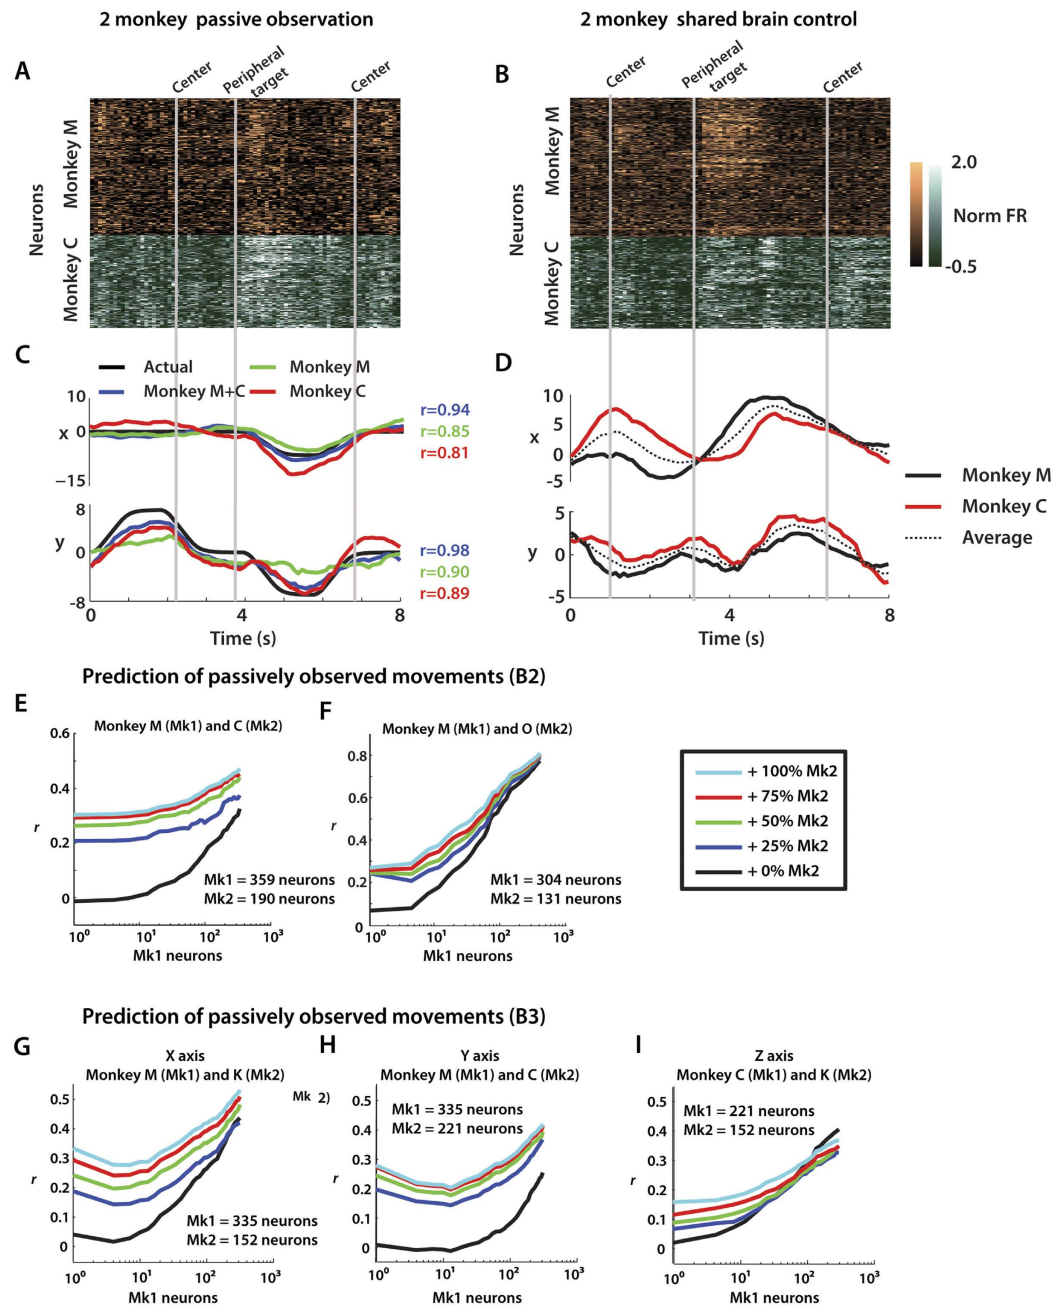 2 monkey passive observation
2 monkey shared brain control
A
Center
Peripheral
target
Center
B
Center
Peripheral
target
Center
Neurons
Monkey M
Monkey C
Neurons
Monkey M
Monkey C
2.0
Norm FR
-0.5
C
Actual
Monkey M
Monkey M+C
Monkey C
10
x
−15
r=0.94
r=0.85
r=0.81
8
y
0
-8
r=0.98
r=0.90
r=0.89
0
4
8
Time (s)
D
10
5
x
0
-5
5
y
0
-5
0
4
8
Time (s)
Monkey M
Monkey C
Average
Prediction of passively observed movements (B2)
E
Monkey M (Mk1) and C (Mk2)
0.6
0.4
r
0.2
0
Mk1 = 359 neurons
Mk2 = 190 neurons
10⁰
10¹
10²
10³
Mk1 neurons
F
Monkey M (Mk1) and O (Mk2)
0.8
0.6
r
0.4
0.2
0
Mk1 = 304 neurons
Mk2 = 131 neurons
10⁰
10¹
10²
10³
Mk1 neurons
+ 100% Mk2
+ 75% Mk2
+ 50% Mk2
+ 25% Mk2
+ 0% Mk2
Prediction of passively observed movements (B3)
G
X axis
Monkey M (Mk1) and K (Mk2)
0.5
0.4
0.3
r
0.2
0.1
0
Mk1 = 335 neurons
Mk2 = 152 neurons
10⁰
10¹
10²
10³
Mk1 neurons
Mk 2)
H
Y axis
Monkey M (Mk1) and C (Mk2)
0.5
0.4
0.3
r
0.2
0.1
0
Mk1 = 335 neurons
Mk2 = 221 neurons
10⁰
10¹
10²
10³
Mk1 neurons
I
Z axis
Monkey C (Mk1) and K (Mk2)
0.5
0.4
0.3
r
0.2
0.1
0
Mk1 = 221 neurons
Mk2 = 152 neurons
10⁰
10¹
10²
10³
Mk1 neurons